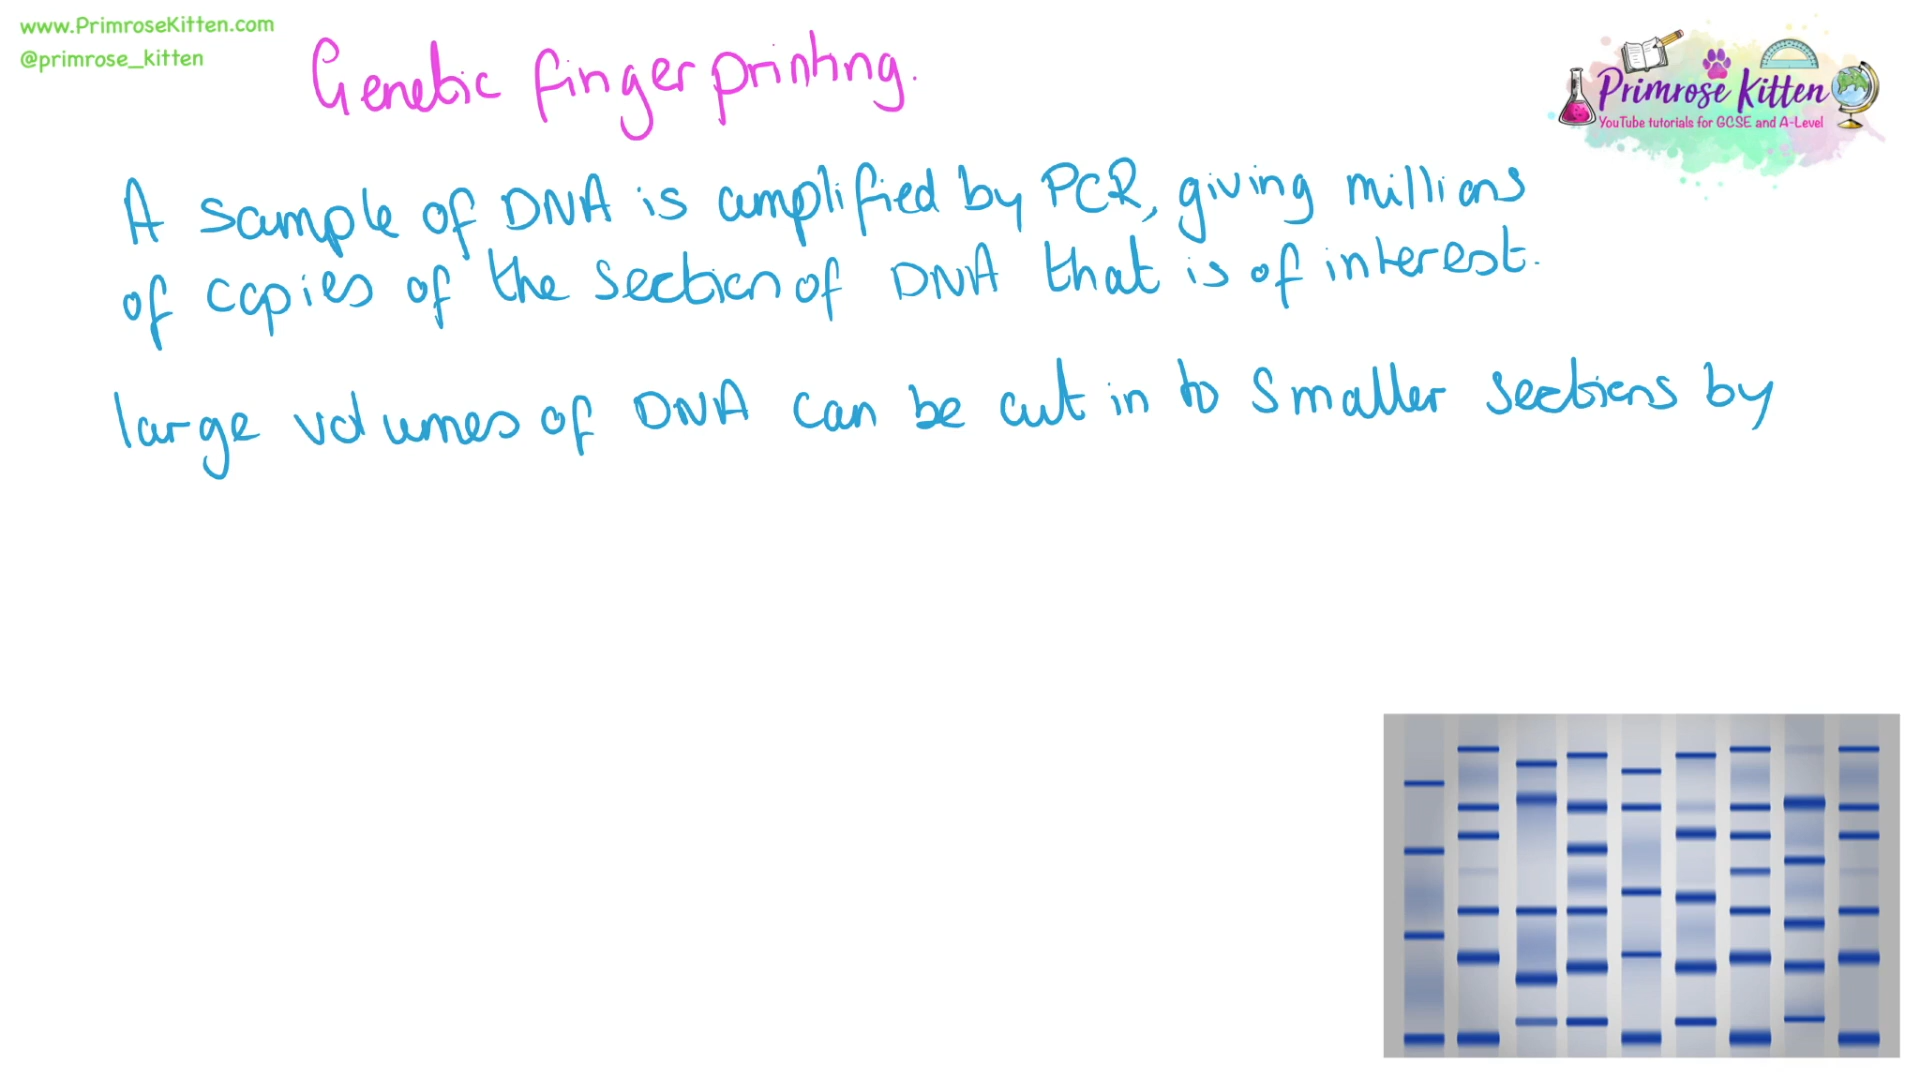 www.PrimroseKitten.com
@primrose_kitten
Genetic fingerprinting.
Primrose Kitten
YouTube tutorials for GCSE and A-Level
A sample of DNA is amplified by PCR, giving millions
of copies of the section of DNA that is of interest.
large volumes of DNA can be cut in to smaller sections by